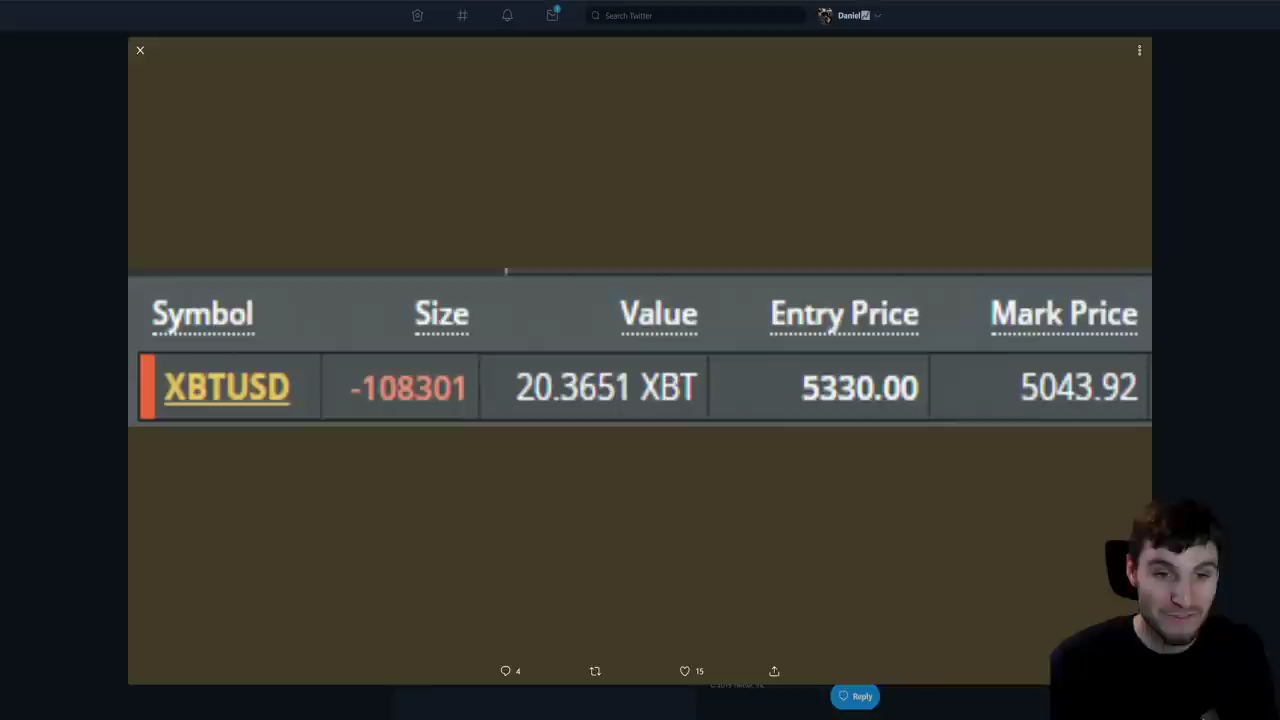 Search Twitter
Daniel
Symbol Size Value Entry Price Mark Price
XBTUSD -108301 20.3651 XBT 5330.00 5043.92
4 15
Reply